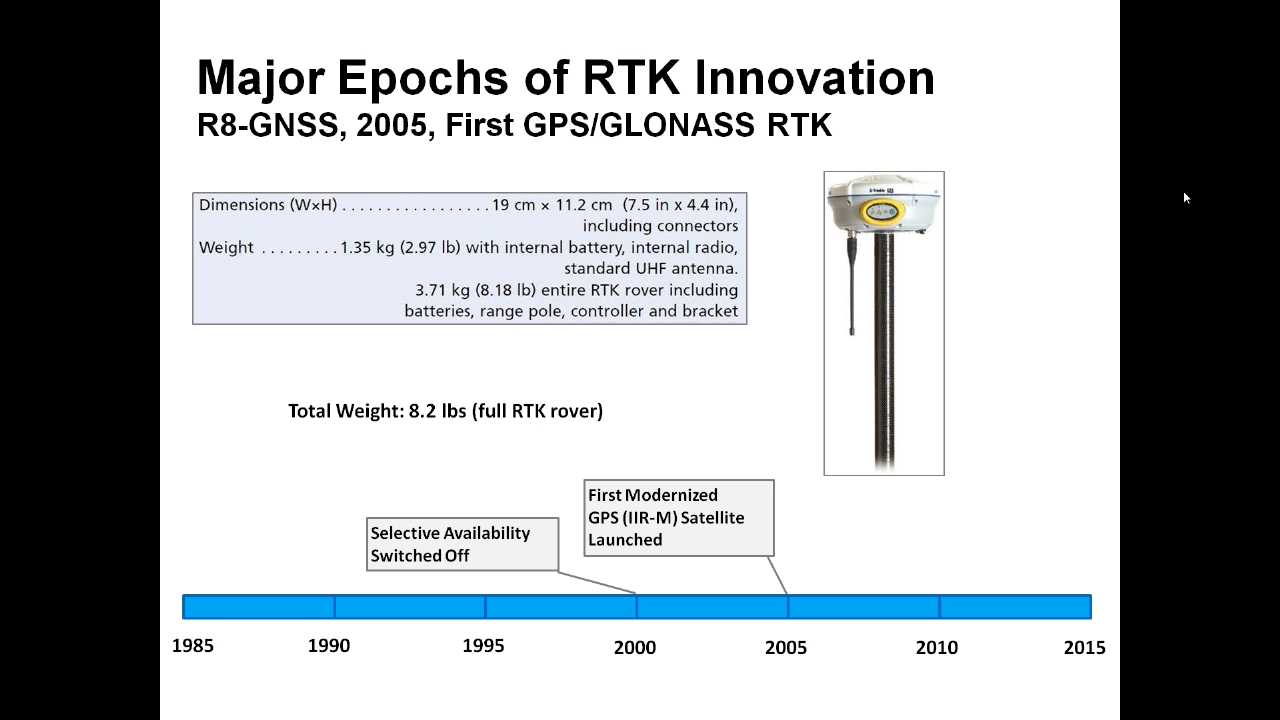 Major Epochs of RTK Innovation
R8-GNSS, 2005, First GPS/GLONASS RTK
Dimensions (W×H) . . . . . . . . . . . . . . . . . 19 cm × 11.2 cm (7.5 in x 4.4 in),
including connectors
Weight . . . . . . . . . 1.35 kg (2.97 lb) with internal battery, internal radio,
standard UHF antenna.
3.71 kg (8.18 lb) entire RTK rover including
batteries, range pole, controller and bracket
Trimble
Total Weight: 8.2 lbs (full RTK rover)
First Modernized
GPS (IIR-M) Satellite
Launched
Selective Availability
Switched Off
1985 1990 1995 2000 2005 2010 2015